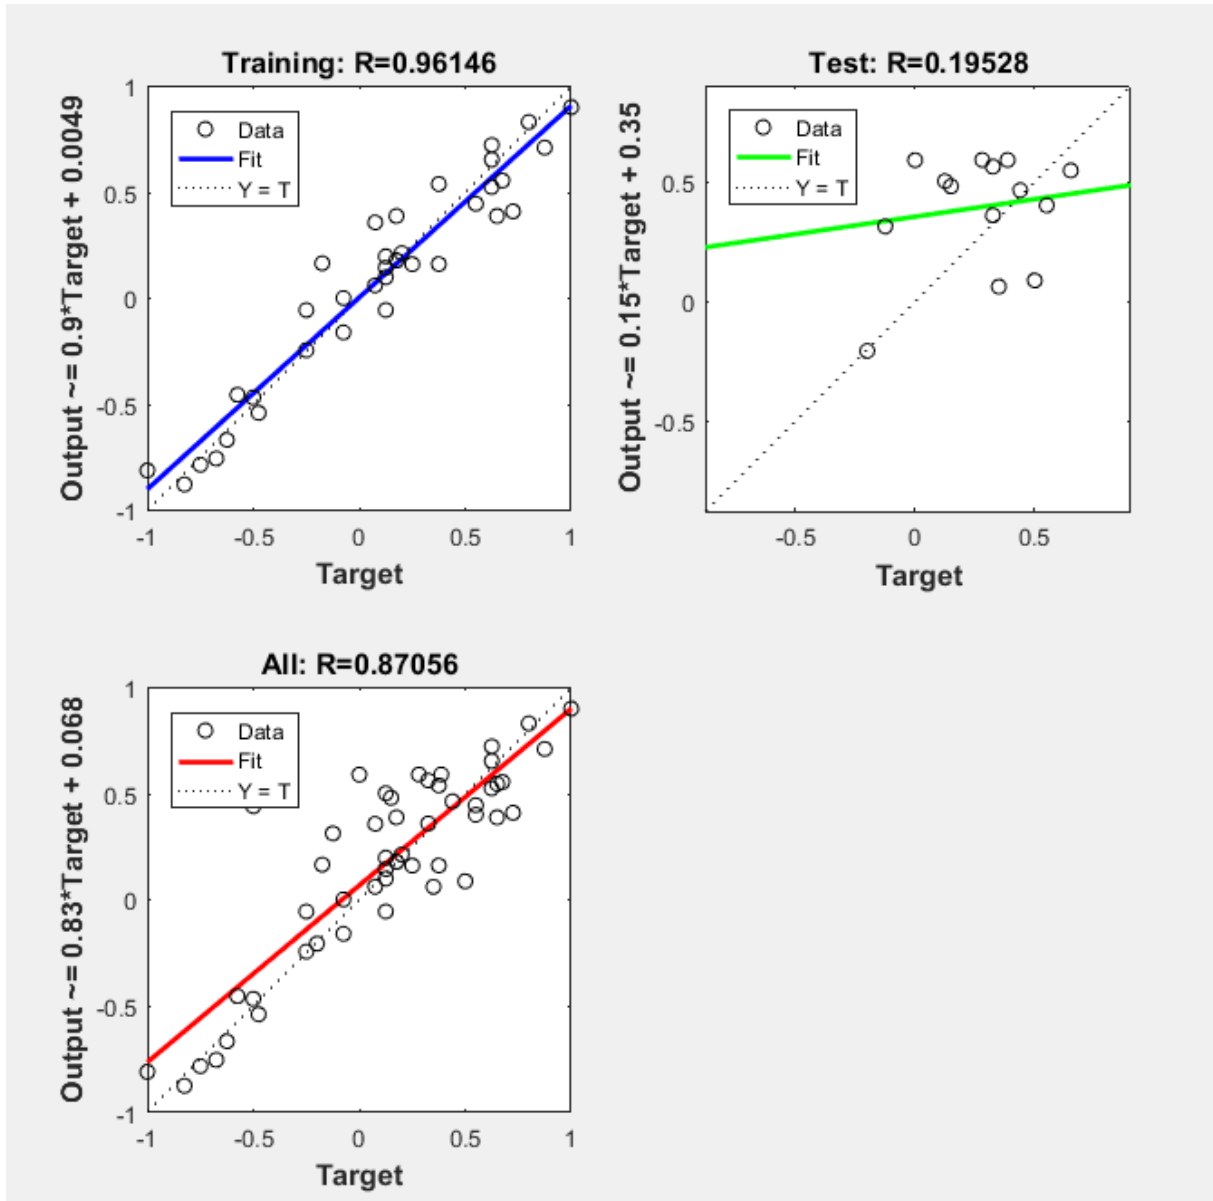 Training: R=0.96146
Output ~= 0.9*Target + 0.0049
1
0.5
0
-0.5
-1
Data
Fit
Y = T
-1
-0.5
0
0.5
1
Target
Test: R=0.19528
Output ~= 0.15*Target + 0.35
0.5
0
-0.5
Data
Fit
Y = T
-0.5
0
0.5
Target
All: R=0.87056
Output ~= 0.83*Target + 0.068
1
0.5
0
-0.5
-1
Data
Fit
Y = T
-1
-0.5
0
0.5
1
Target